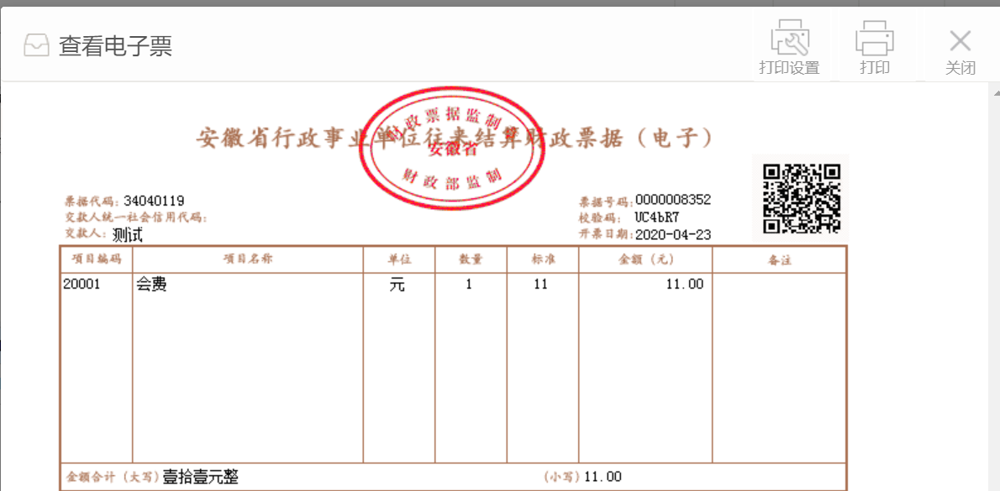 查看电子票
打印设置
打印
关闭
安徽省行政事业单位往来结算财政票据（电子）
财政票据监制
安徽省
财政部监制
票据代码：34040119
票据号码：0000008352
交款人统一社会信用代码：
校验码： UC4bR7
交款人：测试
开票日期：2020-04-23
项目编码 项目名称 单位 数量 标准 金额（元） 备注
20001 会费 元 1 11 11.00
金额合计（大写）壹拾壹元整 （小写）11.00